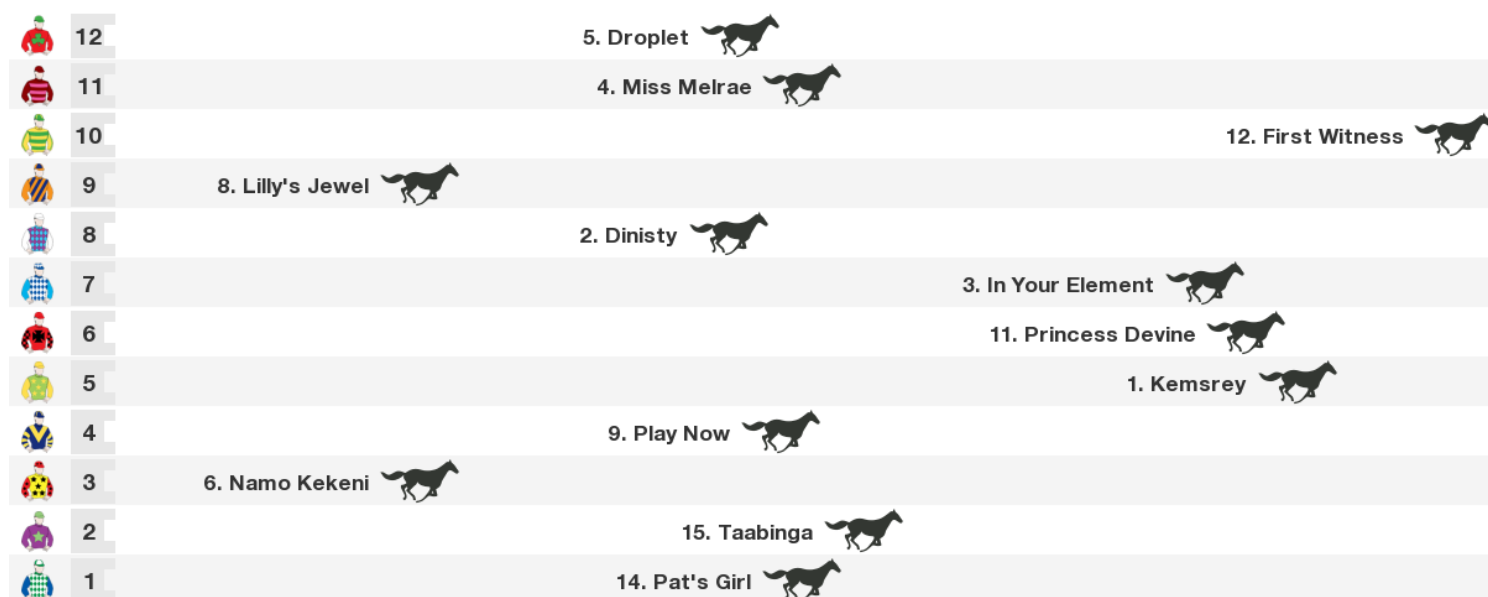 12 5. Droplet
11 4. Miss Melrae
10 12. First Witness
9 8. Lilly's Jewel
8 2. Dinisty
7 3. In Your Element
6 11. Princess Devine
5 1. Kemsrey
4 9. Play Now
3 6. Namo Kekeni
2 15. Taabinga
1 14. Pat's Girl